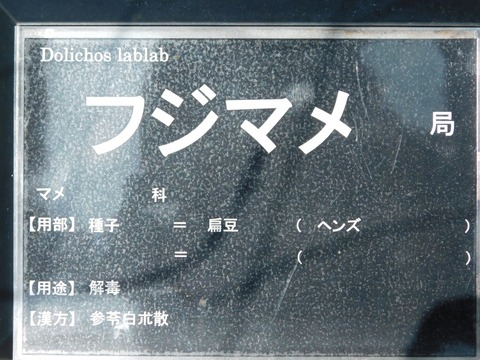 Dolichos lablab
フジマメ 局
マメ 科
【用部】 種子 ＝ 扁豆 （ ヘンズ ）
＝ （ ）
【用途】 解毒
【漢方】 参苓白朮散